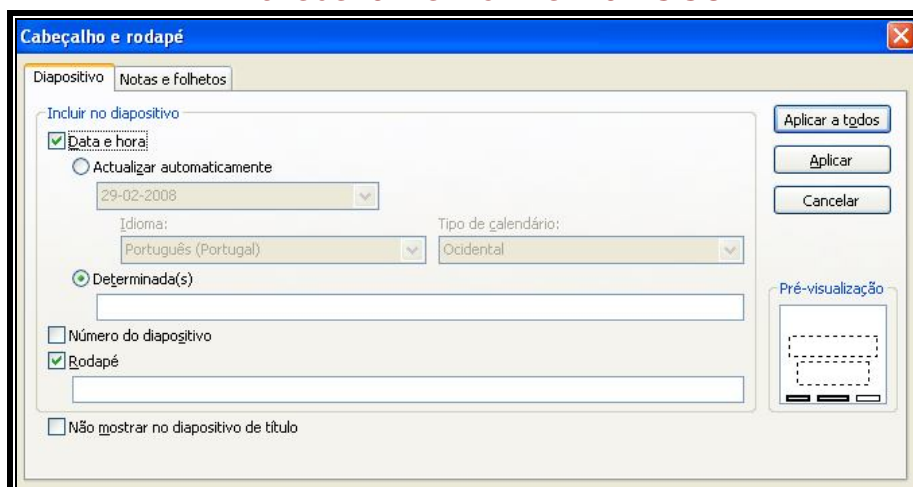 Cabeçalho e rodapé
Diapositivo Notas e folhetos
Incluir no diapositivo
Data e hora
Actualizar automaticamente
29-02-2008
Idioma: Tipo de calendário:
Português (Portugal) Ocidental
Determinada(s)
Número do diapositivo
Rodapé
Não mostrar no diapositivo de título
Aplicar a todos
Aplicar
Cancelar
Pré-visualização